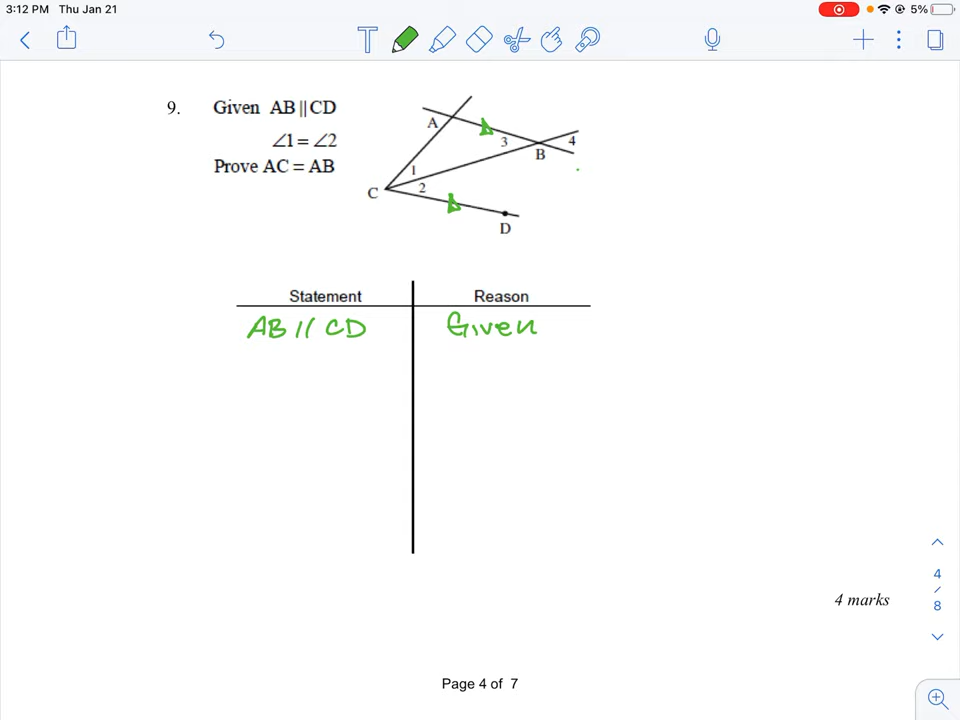 3:12 PM Thu Jan 21
5%
T
9. Given AB || CD
∠1 = ∠2
Prove AC = AB
A
3
4
B
1
2
C
D
Statement Reason
AB // CD Given
4
/
8
4 marks
Page 4 of 7